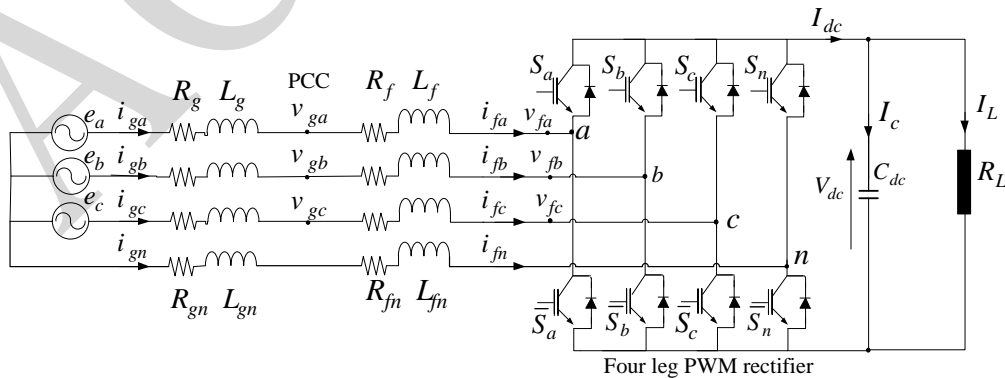 AC
I_dc
S_a S_b S_c S_n
R_g L_g PCC R_f L_f
e_a i_ga v_ga i_fa v_fa a
I_c I_L
e_b i_gb v_gb i_fb v_fb b
V_dc C_dc R_L
e_c i_gc v_gc i_fc v_fc c
i_gn i_fn n
R_gn L_gn R_fn L_fn
S̅_a S̅_b S̅_c S̅_n
Four leg PWM rectifier